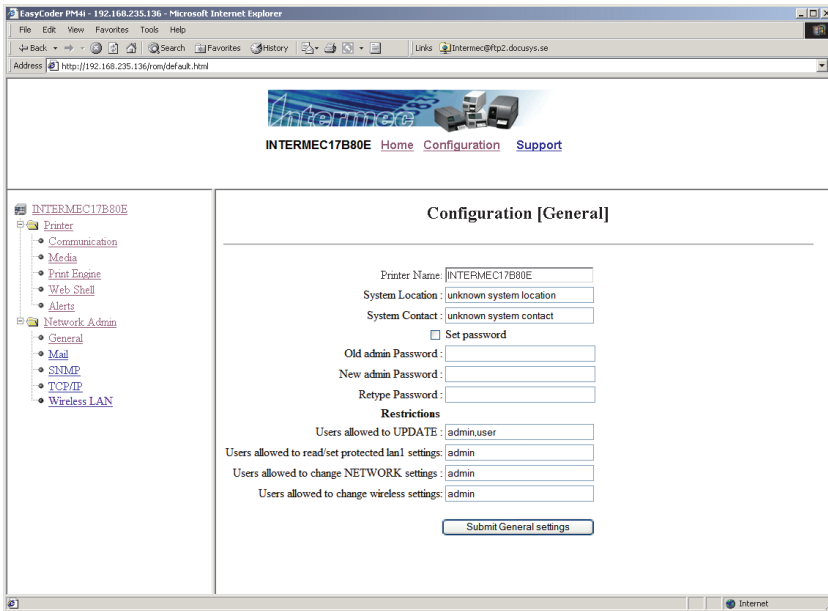 EasyCoder PM4i - 192.168.235.136 - Microsoft Internet Explorer
File Edit View Favorites Tools Help
Back Search Favorites History Links Intermec@ftp2.docusys.se
Address http://192.168.235.136/rom/default.html
Intermec
INTERMEC17B80E Home Configuration Support
INTERMEC17B80E
Printer
Communication
Media
Print Engine
Web Shell
Alerts
Network Admin
General
Mail
SNMP
TCP/IP
Wireless LAN
Configuration [General]
Printer Name: INTERMEC17B80E
System Location : unknown system location
System Contact : unknown system contact
Set password
Old admin Password :
New admin Password :
Retype Password :
Restrictions
Users allowed to UPDATE : admin,user
Users allowed to read/set protected lan1 settings: admin
Users allowed to change NETWORK settings : admin
Users allowed to change wireless settings: admin
Submit General settings
Internet